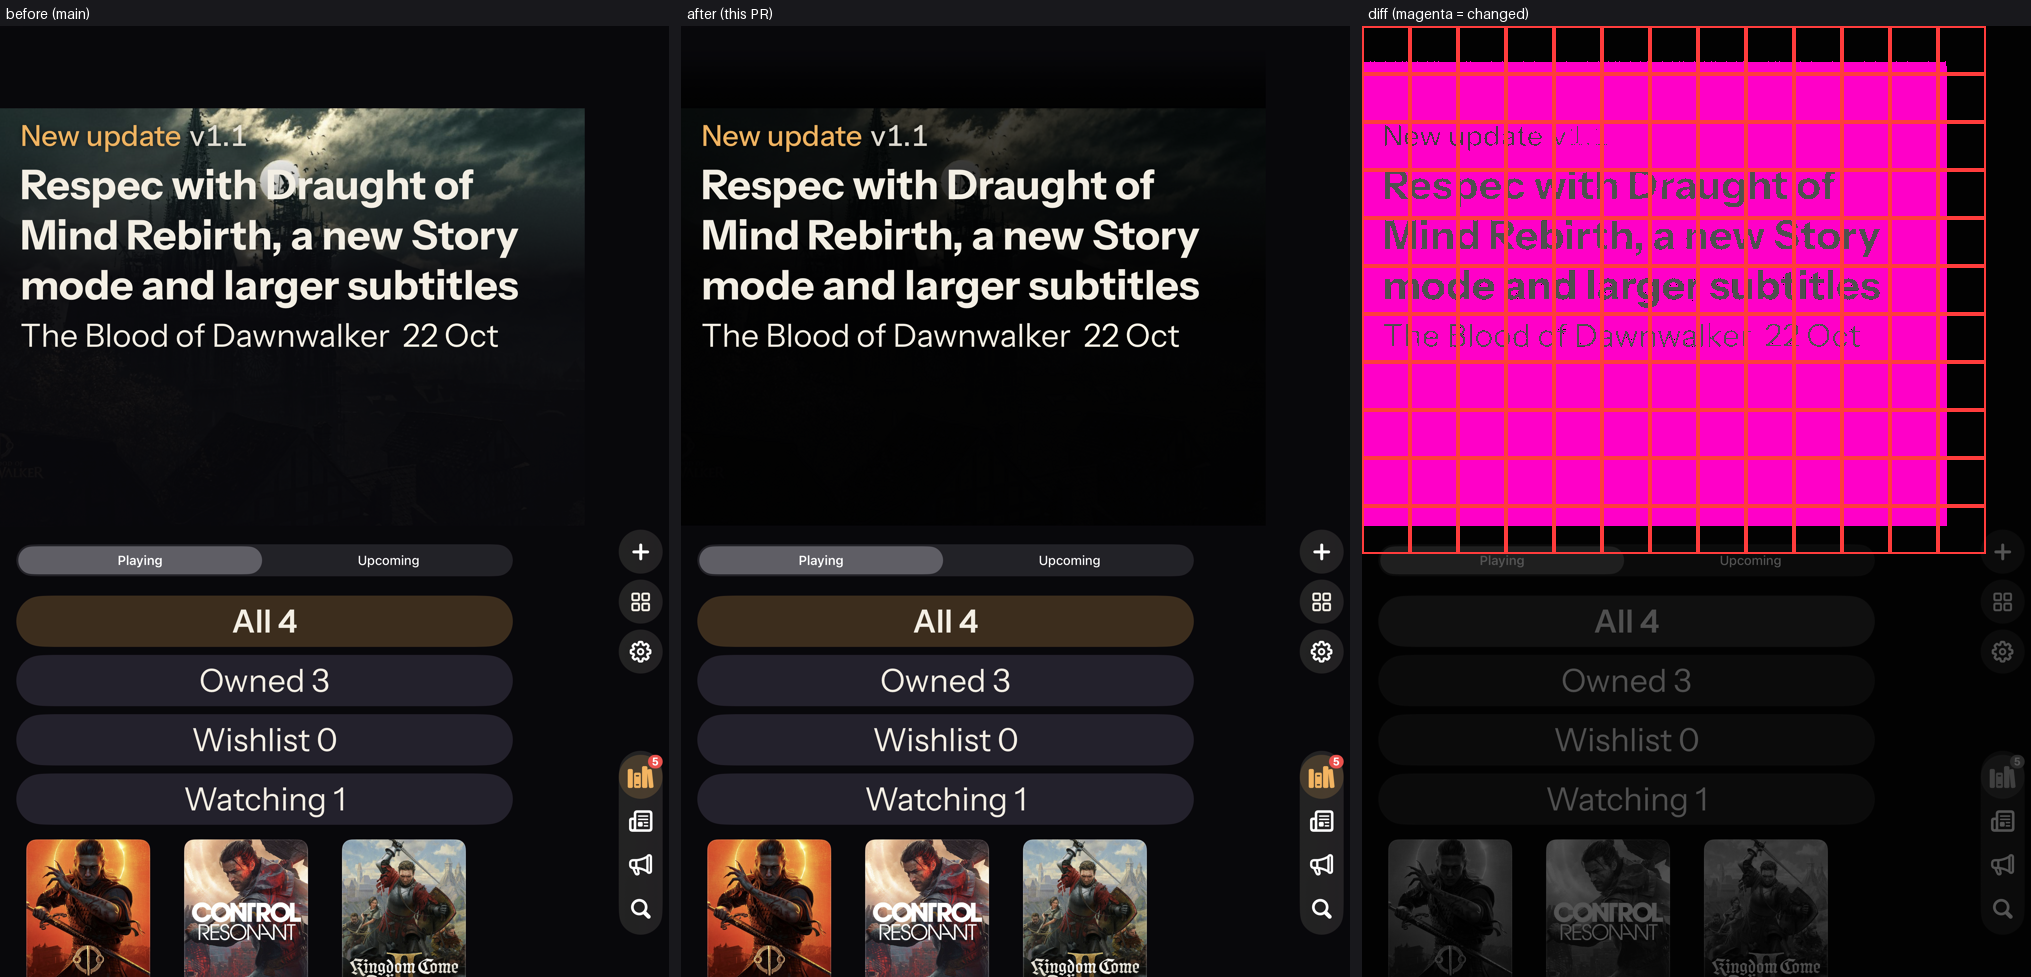 before (main)
New update v1.1
Respec with Draught of
Mind Rebirth, a new Story
mode and larger subtitles
The Blood of Dawnwalker 22 Oct
Playing
Upcoming
All 4
Owned 3
Wishlist 0
Watching 1
5
CONTROL
RESONANT
Kingdom Come
II
after (this PR)
New update v1.1
Respec with Draught of
Mind Rebirth, a new Story
mode and larger subtitles
The Blood of Dawnwalker 22 Oct
Playing
Upcoming
All 4
Owned 3
Wishlist 0
Watching 1
5
CONTROL
RESONANT
Kingdom Come
II
diff (magenta = changed)
New update
Respec with Draught of
Mind Rebirth, a new Story
mode and larger subtitles
The Blood of Dawnwalker 22 Oct
Playing
Upcoming
All 4
Owned 3
Wishlist 0
Watching 1
5
CONTROL
RESONANT
Kingdom Come
II